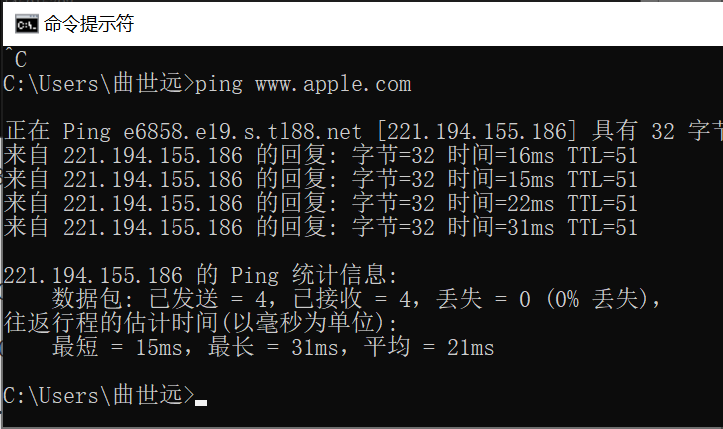 命令提示符
^C
C:\Users\曲世远>ping www.apple.com
正在 Ping e6858.e19.s.tl88.net [221.194.155.186] 具有 32 字节
来自 221.194.155.186 的回复: 字节=32 时间=16ms TTL=51
来自 221.194.155.186 的回复: 字节=32 时间=15ms TTL=51
来自 221.194.155.186 的回复: 字节=32 时间=22ms TTL=51
来自 221.194.155.186 的回复: 字节=32 时间=31ms TTL=51
221.194.155.186 的 Ping 统计信息:
数据包: 已发送 = 4，已接收 = 4，丢失 = 0 (0% 丢失)，
往返行程的估计时间(以毫秒为单位):
最短 = 15ms，最长 = 31ms，平均 = 21ms
C:\Users\曲世远>